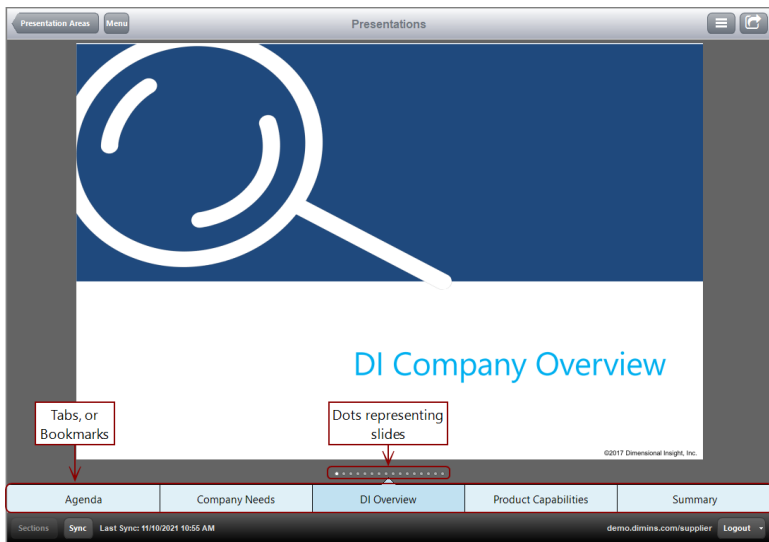 Presentation Areas
Menu
Presentations
DI Company Overview
Tabs, or
Bookmarks
Dots representing
slides
©2017 Dimensional Insight, Inc.
Agenda
Company Needs
DI Overview
Product Capabilities
Summary
Sections
Sync
Last Sync: 11/10/2021 10:55 AM
demo.dimins.com/supplier
Logout